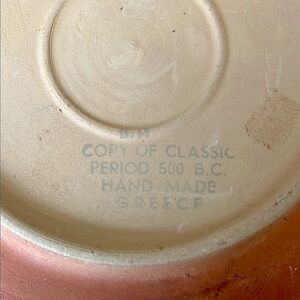 COPY OF CLASSIC
PERIOD 500 B.C.
HAND MADE
GREECE